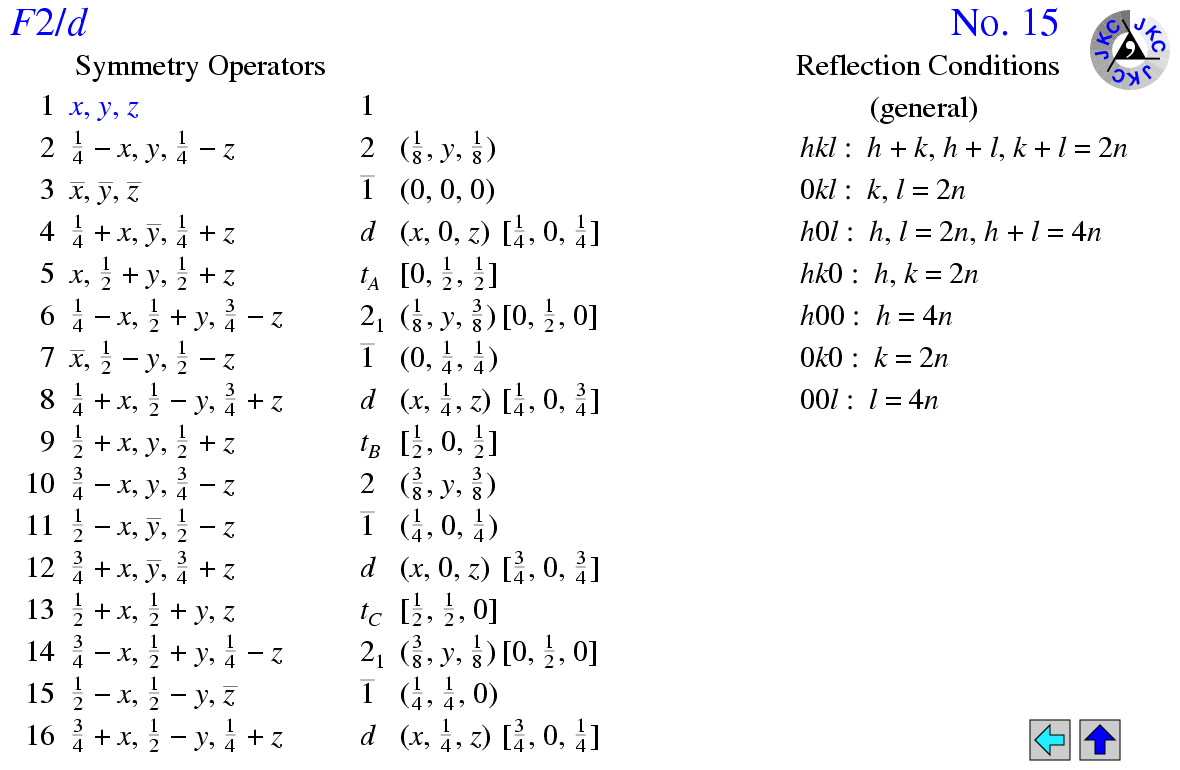 F2/d No. 15
Symmetry Operators Reflection Conditions
1 x, y, z 1 (general)
2 1/4 − x, y, 1/4 − z 2 (1/8, y, 1/8) hkl : h + k, h + l, k + l = 2n
3 x̅, y̅, z̅ 1̅ (0, 0, 0) 0kl : k, l = 2n
4 1/4 + x, y̅, 1/4 + z d (x, 0, z) [1/4, 0, 1/4] h0l : h, l = 2n, h + l = 4n
5 x, 1/2 + y, 1/2 + z t_A [0, 1/2, 1/2] hk0 : h, k = 2n
6 1/4 − x, 1/2 + y, 3/4 − z 2₁ (1/8, y, 3/8) [0, 1/2, 0] h00 : h = 4n
7 x̅, 1/2 − y, 1/2 − z 1̅ (0, 1/4, 1/4) 0k0 : k = 2n
8 1/4 + x, 1/2 − y, 3/4 + z d (x, 1/4, z) [1/4, 0, 3/4] 00l : l = 4n
9 1/2 + x, y, 1/2 + z t_B [1/2, 0, 1/2]
10 3/4 − x, y, 3/4 − z 2 (3/8, y, 3/8)
11 1/2 − x, y̅, 1/2 − z 1̅ (1/4, 0, 1/4)
12 3/4 + x, y̅, 3/4 + z d (x, 0, z) [3/4, 0, 3/4]
13 1/2 + x, 1/2 + y, z t_C [1/2, 1/2, 0]
14 3/4 − x, 1/2 + y, 1/4 − z 2₁ (3/8, y, 1/8) [0, 1/2, 0]
15 1/2 − x, 1/2 − y, z̅ 1̅ (1/4, 1/4, 0)
16 3/4 + x, 1/2 − y, 1/4 + z d (x, 1/4, z) [3/4, 0, 1/4]
JKC JKC JKC